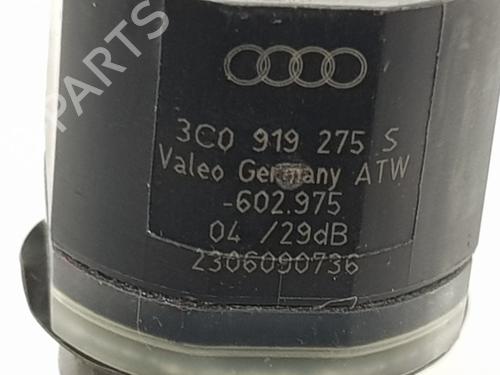 3C0 919 275 S
Valeo Germany ATW
-602.975
04 /29dB
2306090736